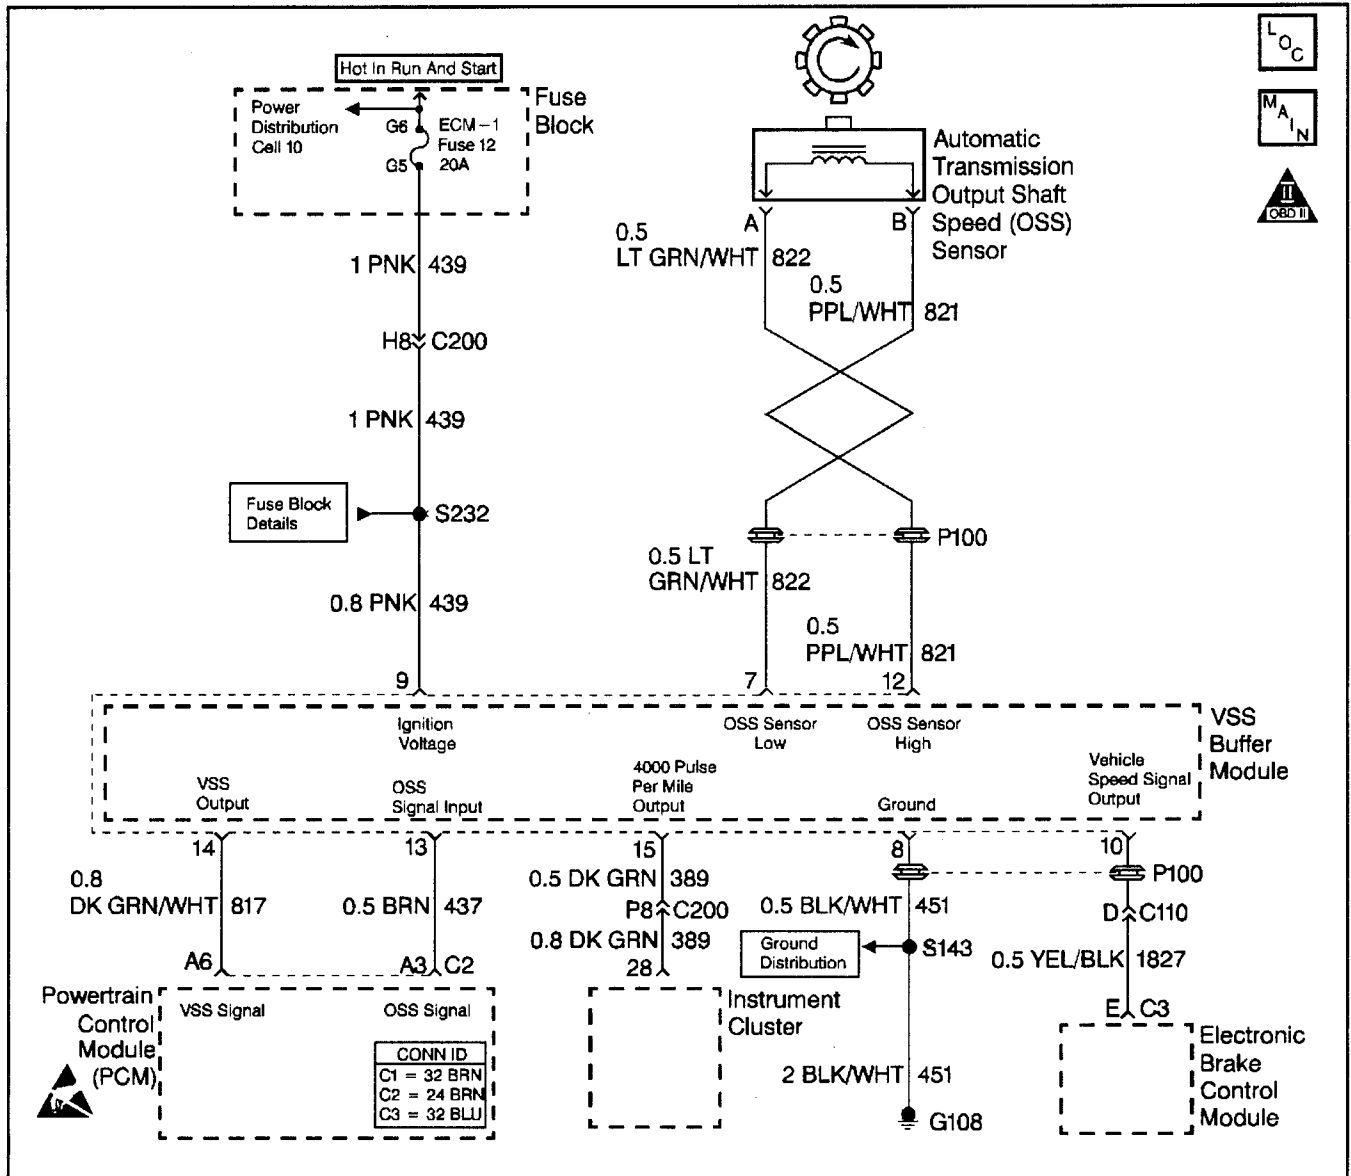 Hot In Run And Start
Power
Distribution
Cell 10
G6
G5
ECM-1
Fuse 12
20A
Fuse
Block
Automatic
Transmission
Output Shaft
Speed (OSS)
Sensor
LOC
MAIN
II
OBD II
A
B
0.5
LT GRN/WHT 822
0.5
PPL/WHT 821
1 PNK 439
H8 C200
1 PNK 439
Fuse Block
Details
S232
P100
0.5 LT
GRN/WHT 822
0.8 PNK 439
0.5
PPL/WHT 821
9
7
12
Ignition
Voltage
OSS Sensor
Low
OSS Sensor
High
VSS
Buffer
Module
VSS
Output
OSS
Signal Input
4000 Pulse
Per Mile
Output
Ground
Vehicle
Speed Signal
Output
14
13
15
8
10
0.8
DK GRN/WHT 817
0.5 BRN 437
0.5 DK GRN 389
P8 C200
0.8 DK GRN 389
0.5 BLK/WHT 451
P100
D C110
Ground
Distribution
S143
0.5 YEL/BLK 1827
A6
A3 C2
28
E C3
Powertrain
Control
Module
(PCM)
VSS Signal
OSS Signal
CONN ID
C1 = 32 BRN
C2 = 24 BRN
C3 = 32 BLU
Instrument
Cluster
2 BLK/WHT 451
G108
Electronic
Brake
Control
Module